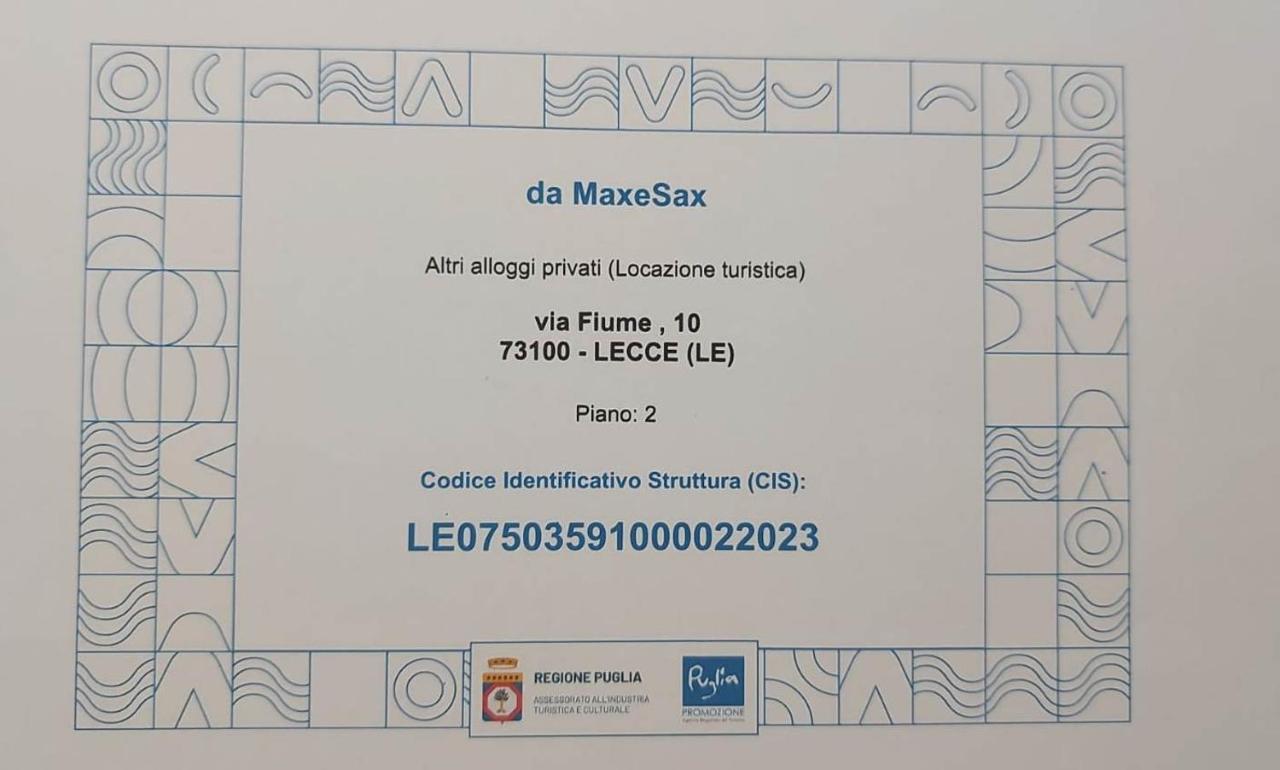 da MaxeSax
Altri alloggi privati (Locazione turistica)
via Fiume , 10
73100 - LECCE (LE)
Piano: 2
Codice Identificativo Struttura (CIS):
LE07503591000022023
REGIONE PUGLIA
ASSESSORATO ALL'INDUSTRIA
TURISTICA E CULTURALE
Puglia
PROMOZIONE